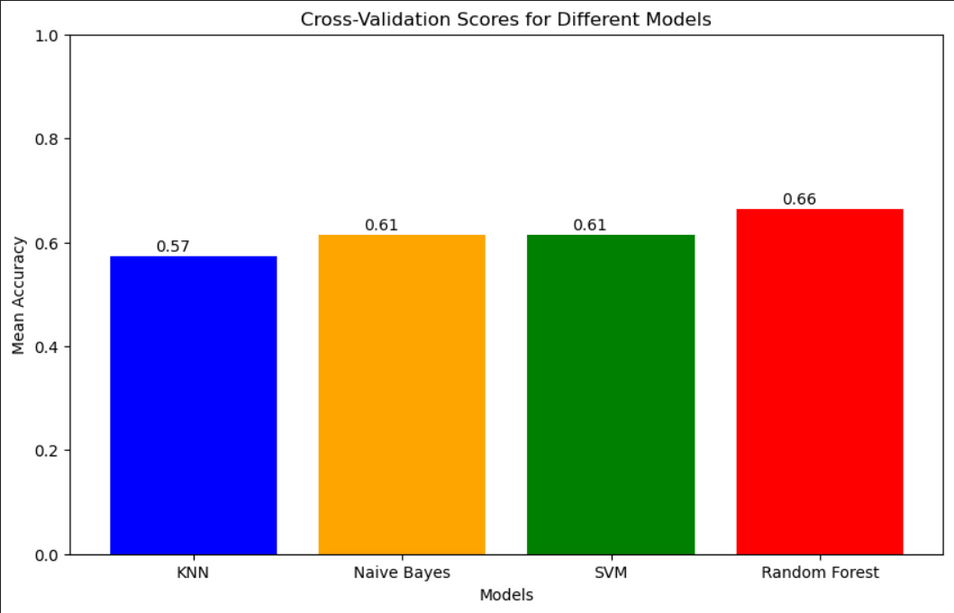 Cross-Validation Scores for Different Models
1.0
0.8
0.6
0.4
0.2
0.0
Mean Accuracy
0.57
0.61
0.61
0.66
KNN
Naive Bayes
SVM
Random Forest
Models